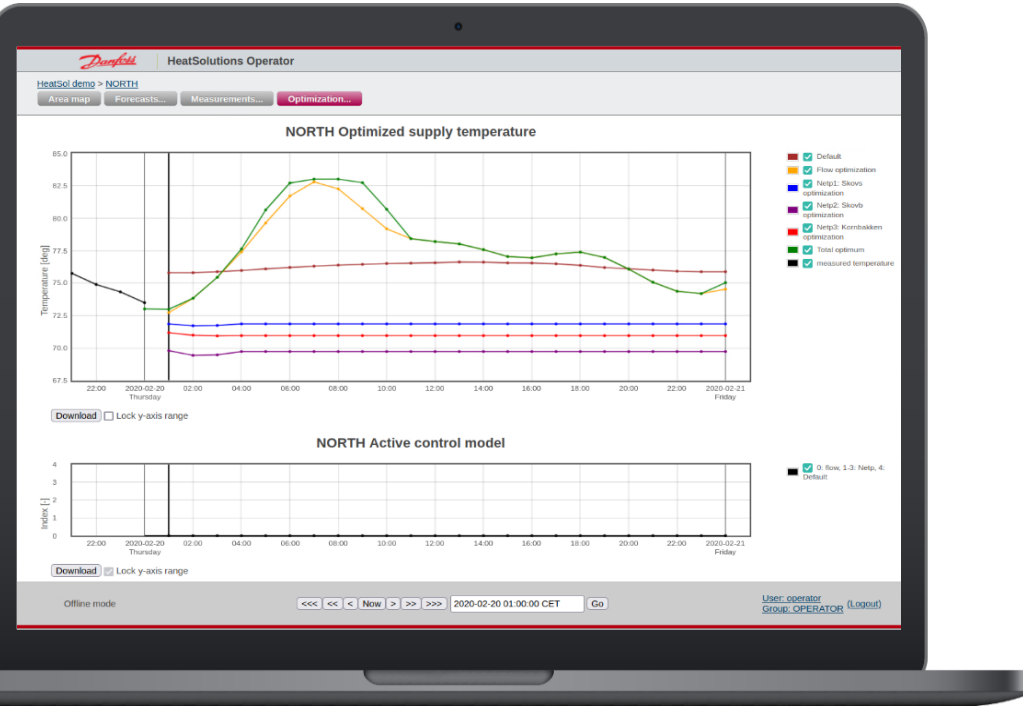 Danfoss
HeatSolutions Operator
HeatSol demo > NORTH
Area map
Forecasts...
Measurements...
Optimization...
NORTH Optimized supply temperature
85.0
82.5
80.0
77.5
75.0
72.5
70.0
67.5
Temperature [deg]
22:00
2020-02-20
Thursday
02:00
04:00
06:00
08:00
10:00
12:00
14:00
16:00
18:00
20:00
22:00
2020-02-21
Friday
Default
Flow optimization
Netp1: Skovs
optimization
Netp2: Skovb
optimization
Netp3: Kornbakken
optimization
Total optimum
measured temperature
Download
Lock y-axis range
NORTH Active control model
4
3
2
1
0
Index [-]
22:00
2020-02-20
Thursday
02:00
04:00
06:00
08:00
10:00
12:00
14:00
16:00
18:00
20:00
22:00
2020-02-21
Friday
0: flow, 1-3: Netp, 4:
Default
Download
Lock y-axis range
Offline mode
<<< << < Now > >> >>>
2020-02-20 01:00:00 CET
Go
User: operator
Group: OPERATOR
(Logout)